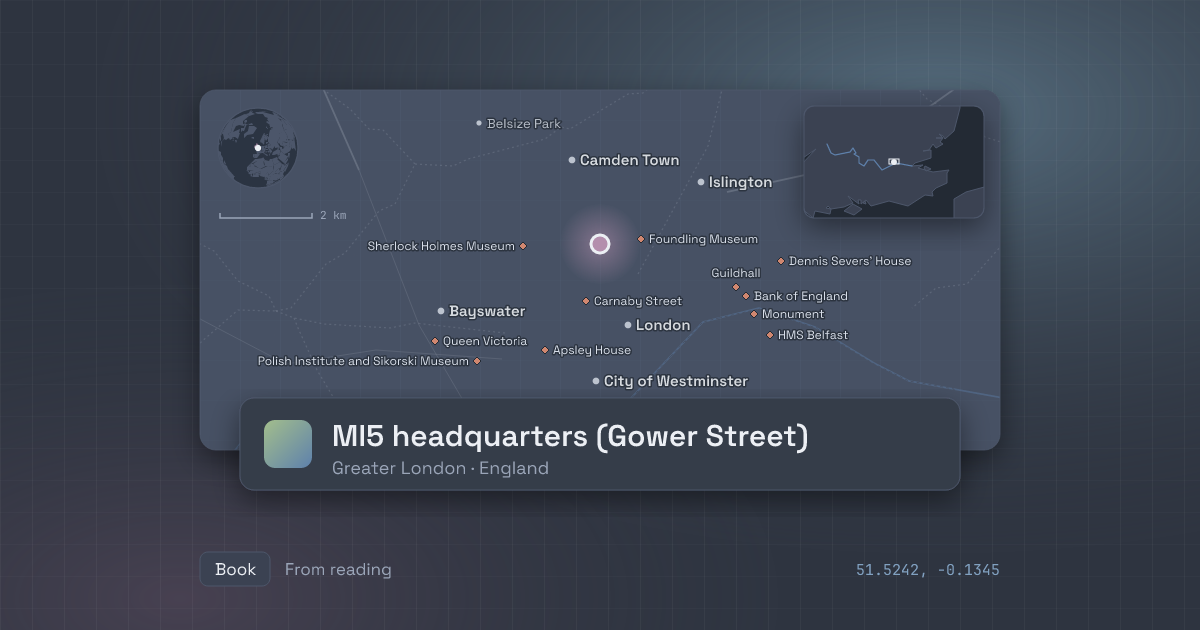 Belsize Park
Camden Town
Islington
2 km
Sherlock Holmes Museum
Foundling Museum
Dennis Severs' House
Guildhall
Bank of England
Carnaby Street
Bayswater
Monument
London
HMS Belfast
Queen Victoria
Apsley House
Polish Institute and Sikorski Museum
City of Westminster
MI5 headquarters (Gower Street)
Greater London · England
Book
From reading
51.5242, -0.1345